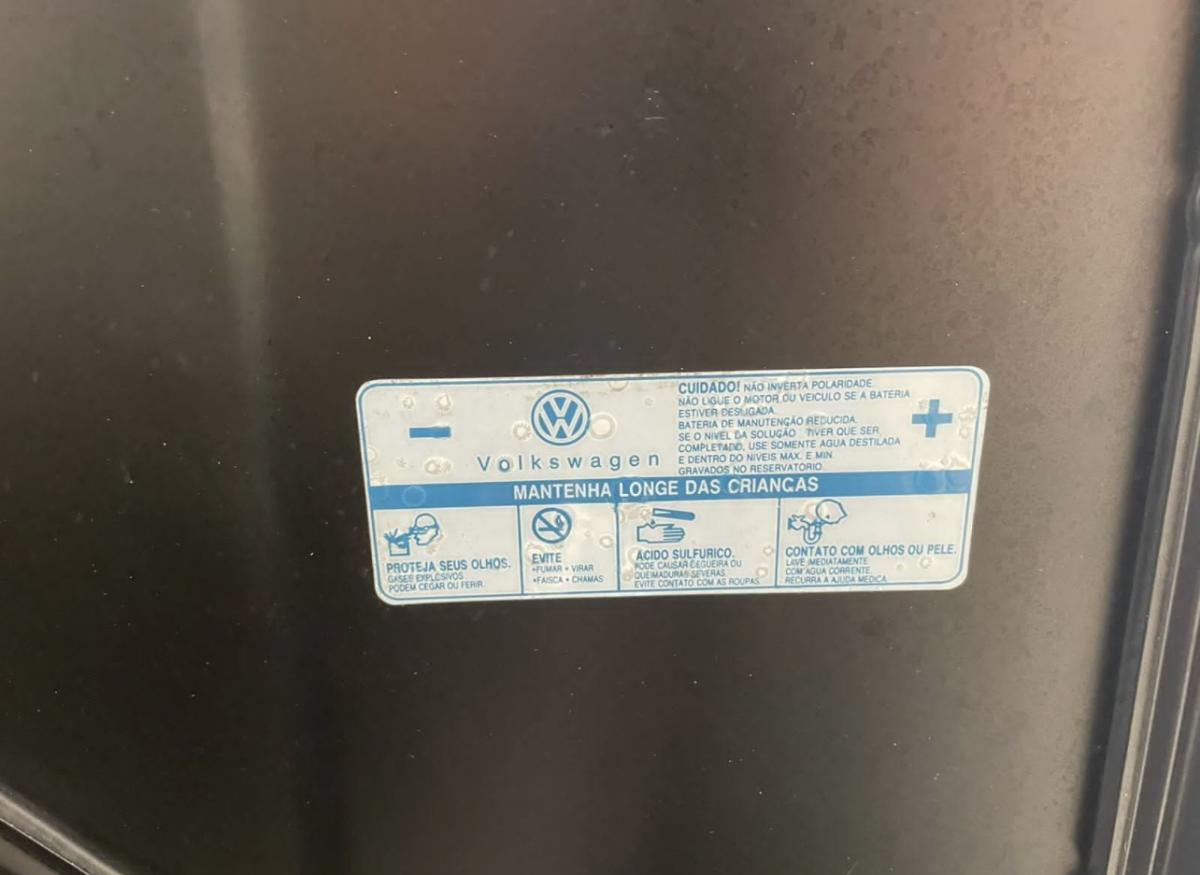 CUIDADO! NÃO INVERTA POLARIDADE.
NÃO LIGUE O MOTOR DU VEICULO SE A BATERIA
ESTIVER DESLIGADA.
BATERIA DE MANUTENÇÃO REDUCIDA.
SE O NIVEL DA SOLUÇÃO TIVER QUE SER
COMPLETADO, USE SOMENTE AGUA DESTILADA
E DENTRO DO NIVEIS MAX. E MIN.
GRAVADOS NO RESERVATORIO.
– +
Volkswagen
MANTENHA LONGE DAS CRIANÇAS
PROTEJA SEUS OLHOS.
GASES EXPLOSIVOS
PODEM CEGAR OU FERIR.
EVITE
•FUMAR • VIRAR
•FAISCA • CHAMAS
ACIDO SULFURICO.
PODE CAUSAR CEGUEIRA OU
QUEIMADURAS SEVERAS.
EVITE CONTATO COM AS ROUPAS.
CONTATO COM OLHOS OU PELE.
LAVE IMEDIATAMENTE
COM AGUA CORRENTE.
RECURRA A AJUDA MEDICA.